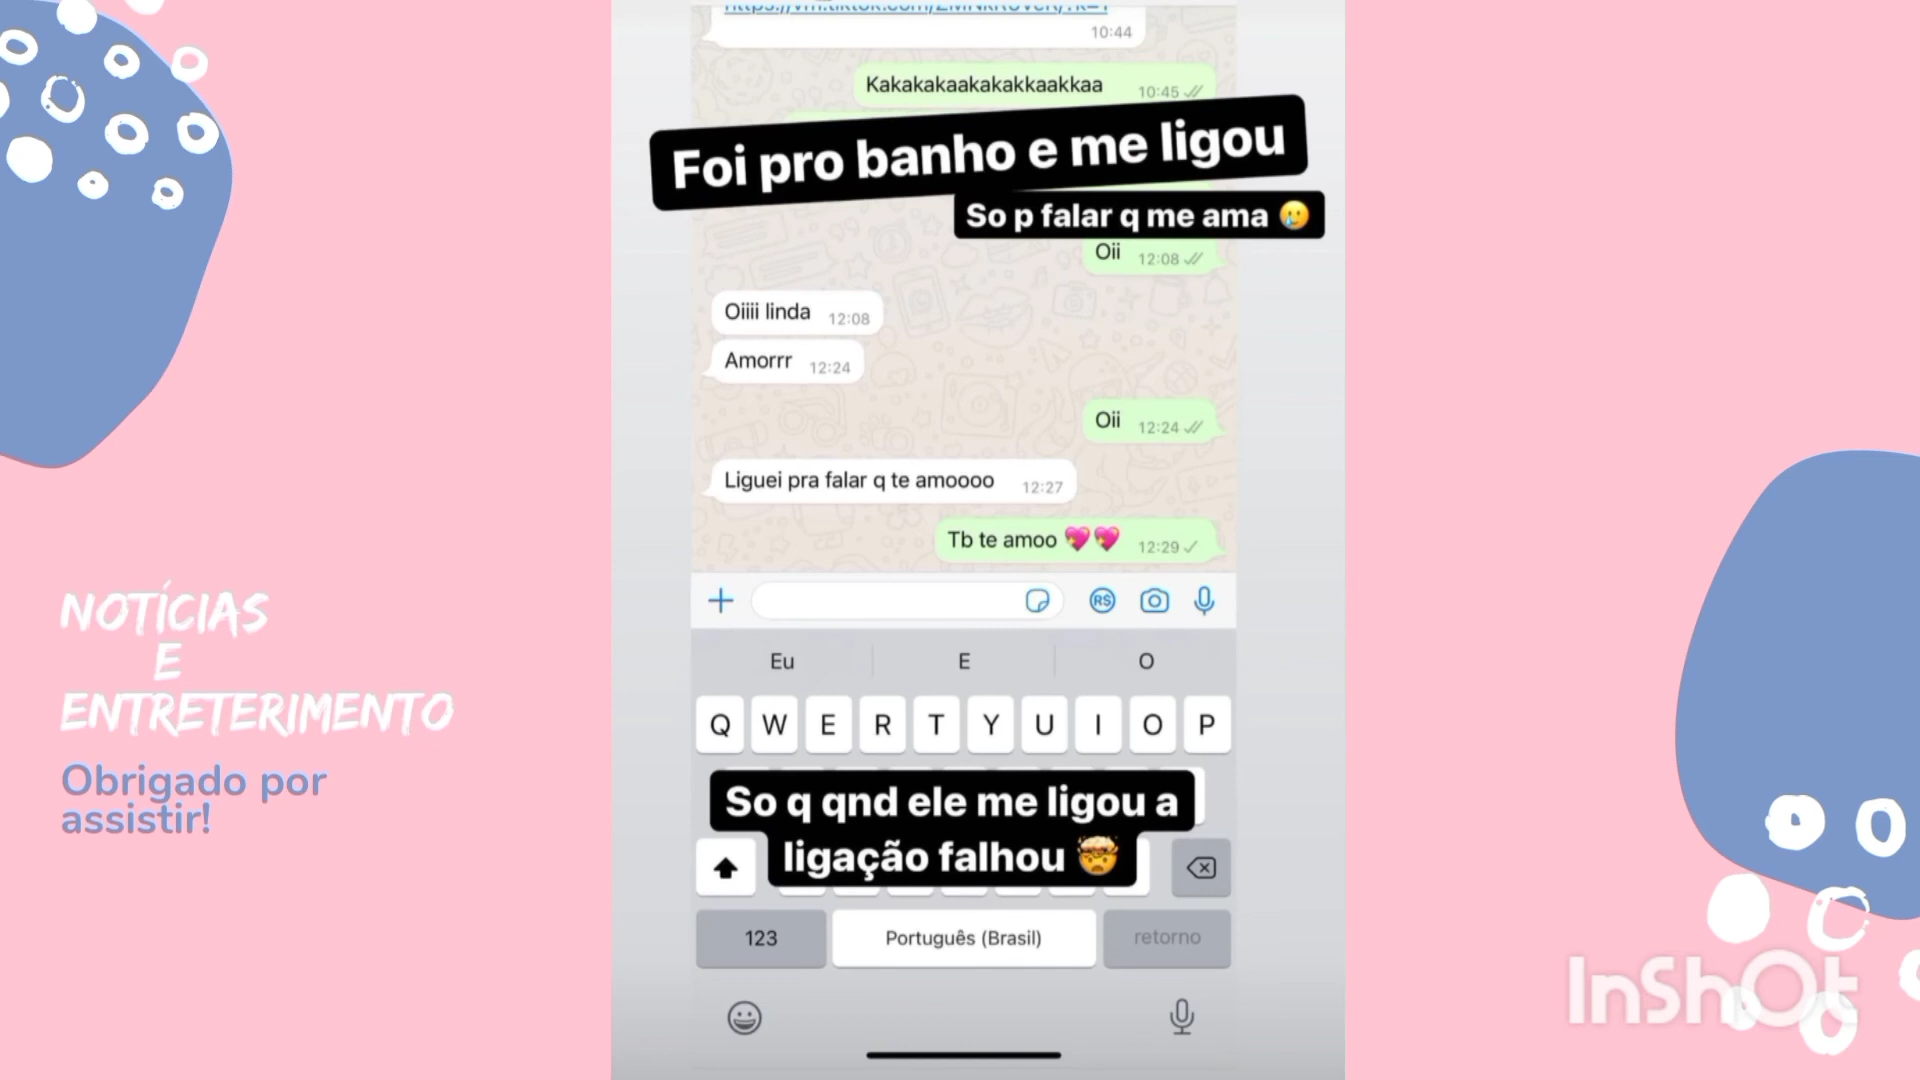 10:44
Kakakakaakakakkaakkaa 10:45
Foi pro banho e me ligou
So p falar q me ama 🥲
Oii 12:08
Oiiii linda 12:08
Amorrr 12:24
Oii 12:24
Liguei pra falar q te amoooo 12:27
Tb te amoo 💖💖 12:29
R$
Eu E O
Q W E R T Y U I O P
So q qnd ele me ligou a
ligação falhou 🤯
123 Português (Brasil) retorno
NOTÍCIAS
E
ENTRETERIMENTO
Obrigado por
assistir!
InShOt